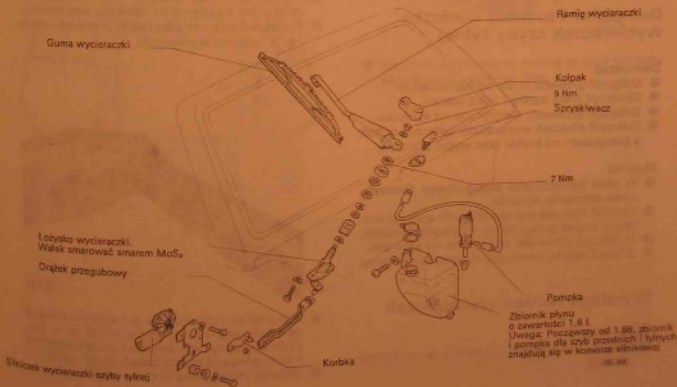 Ramię wycieraczki
Guma wycieraczki
Kołpak
9 Nm
Spryskiwacz
7 Nm
Łożysko wycieraczki.
Wałek smarować smarem MoS₂
Drążek przegubowy
Pompka
Zbiornik płynu
o zawartości 1,6 l.
Uwaga: Począwszy od 1.86, zbiornik
i pompka dla szyb przednich i tylnych
znajdują się w komorze silnikowej
Korbka
Silniczek wycieraczki szyby tylnej